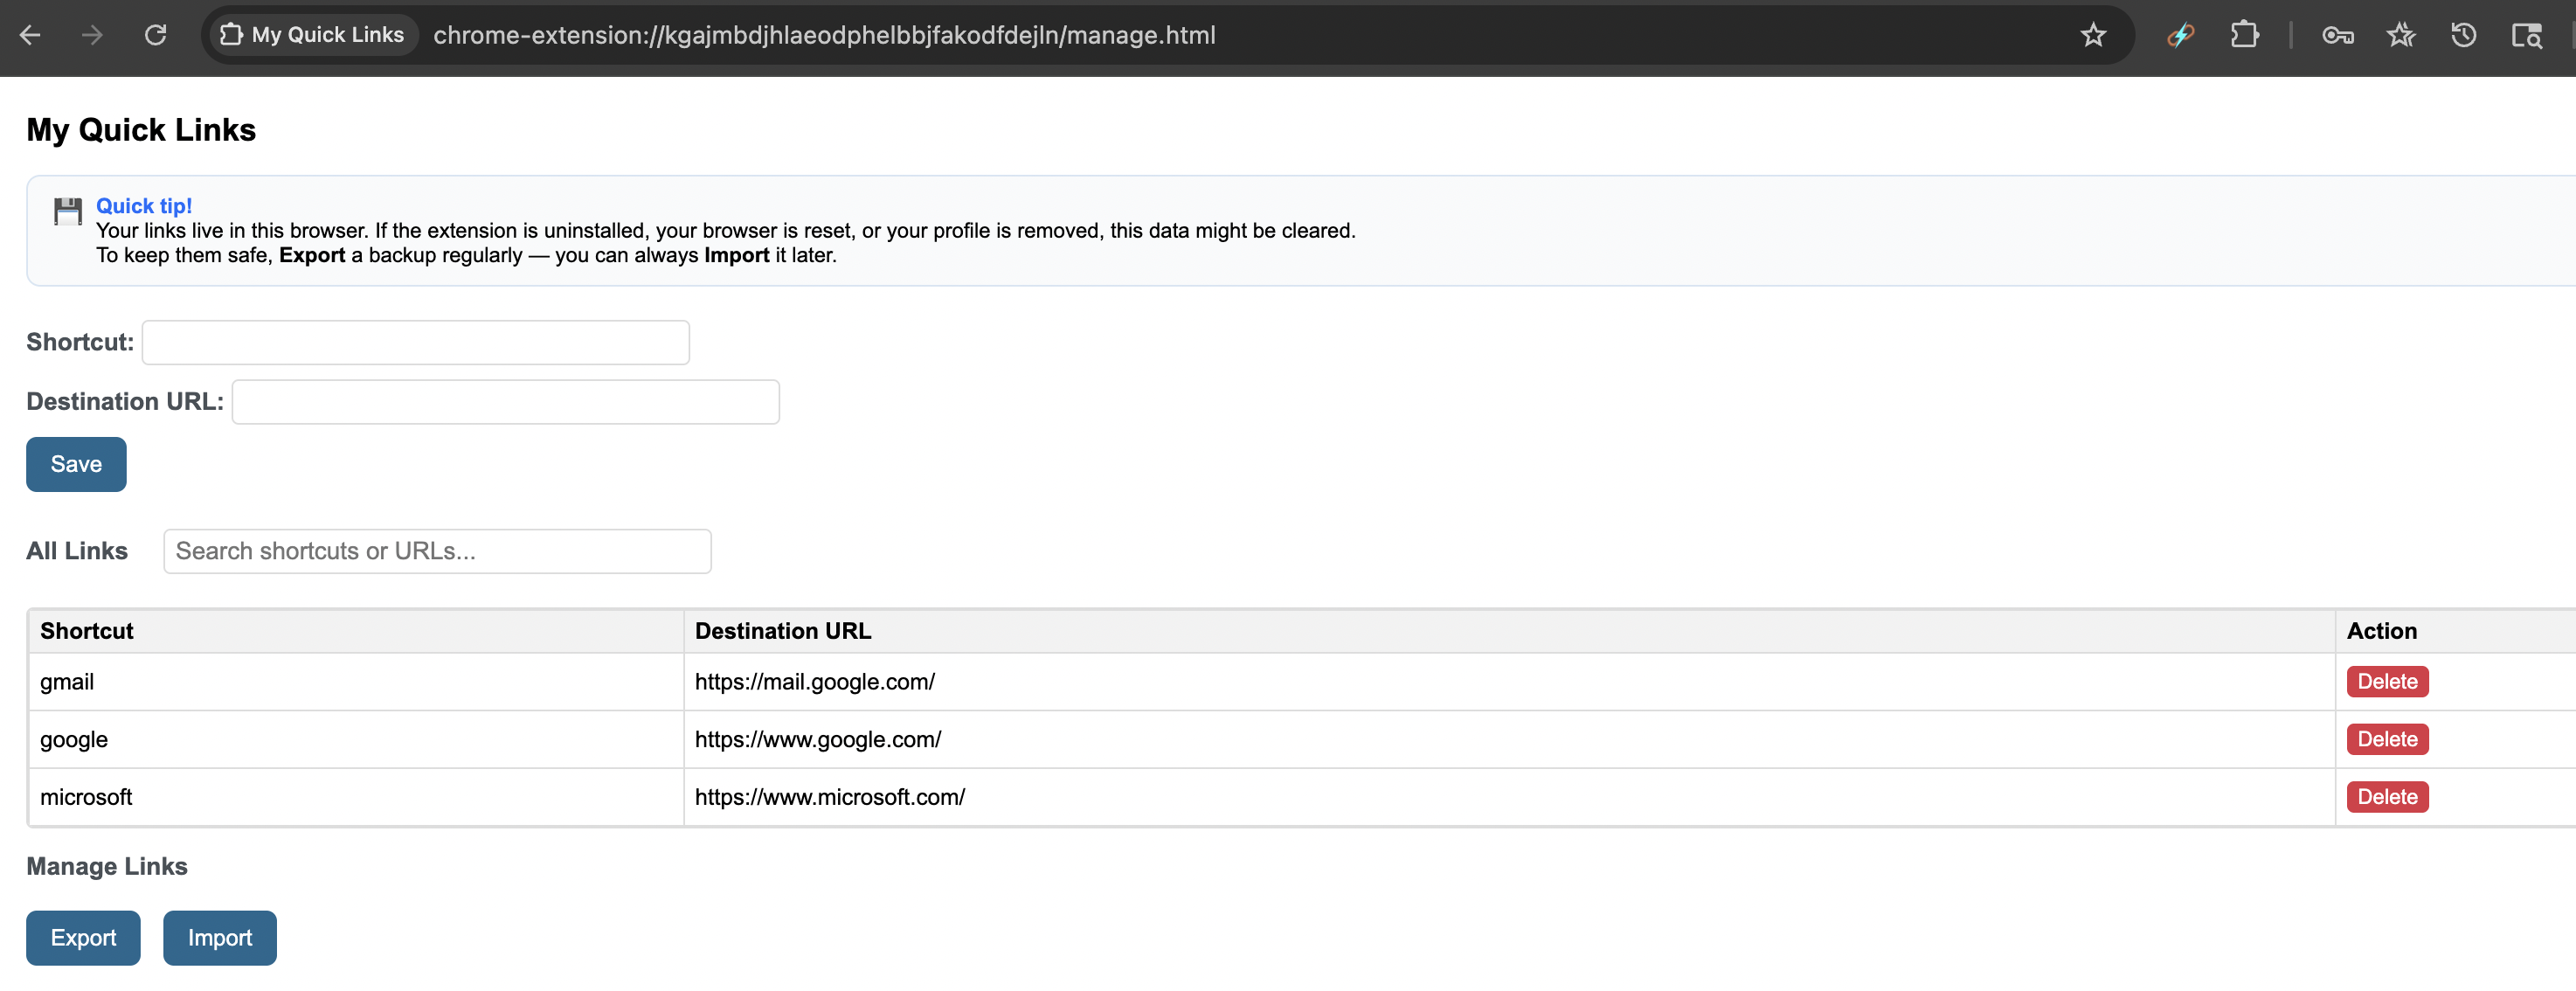 My Quick Links chrome-extension://kgajmbdjhlaeodphelbbjfakodfdejln/manage.html
My Quick Links
Quick tip!
Your links live in this browser. If the extension is uninstalled, your browser is reset, or your profile is removed, this data might be cleared.
To keep them safe, Export a backup regularly — you can always Import it later.
Shortcut:
Destination URL:
Save
All Links Search shortcuts or URLs...
Shortcut Destination URL Action
gmail https://mail.google.com/ Delete
google https://www.google.com/ Delete
microsoft https://www.microsoft.com/ Delete
Manage Links
Export Import